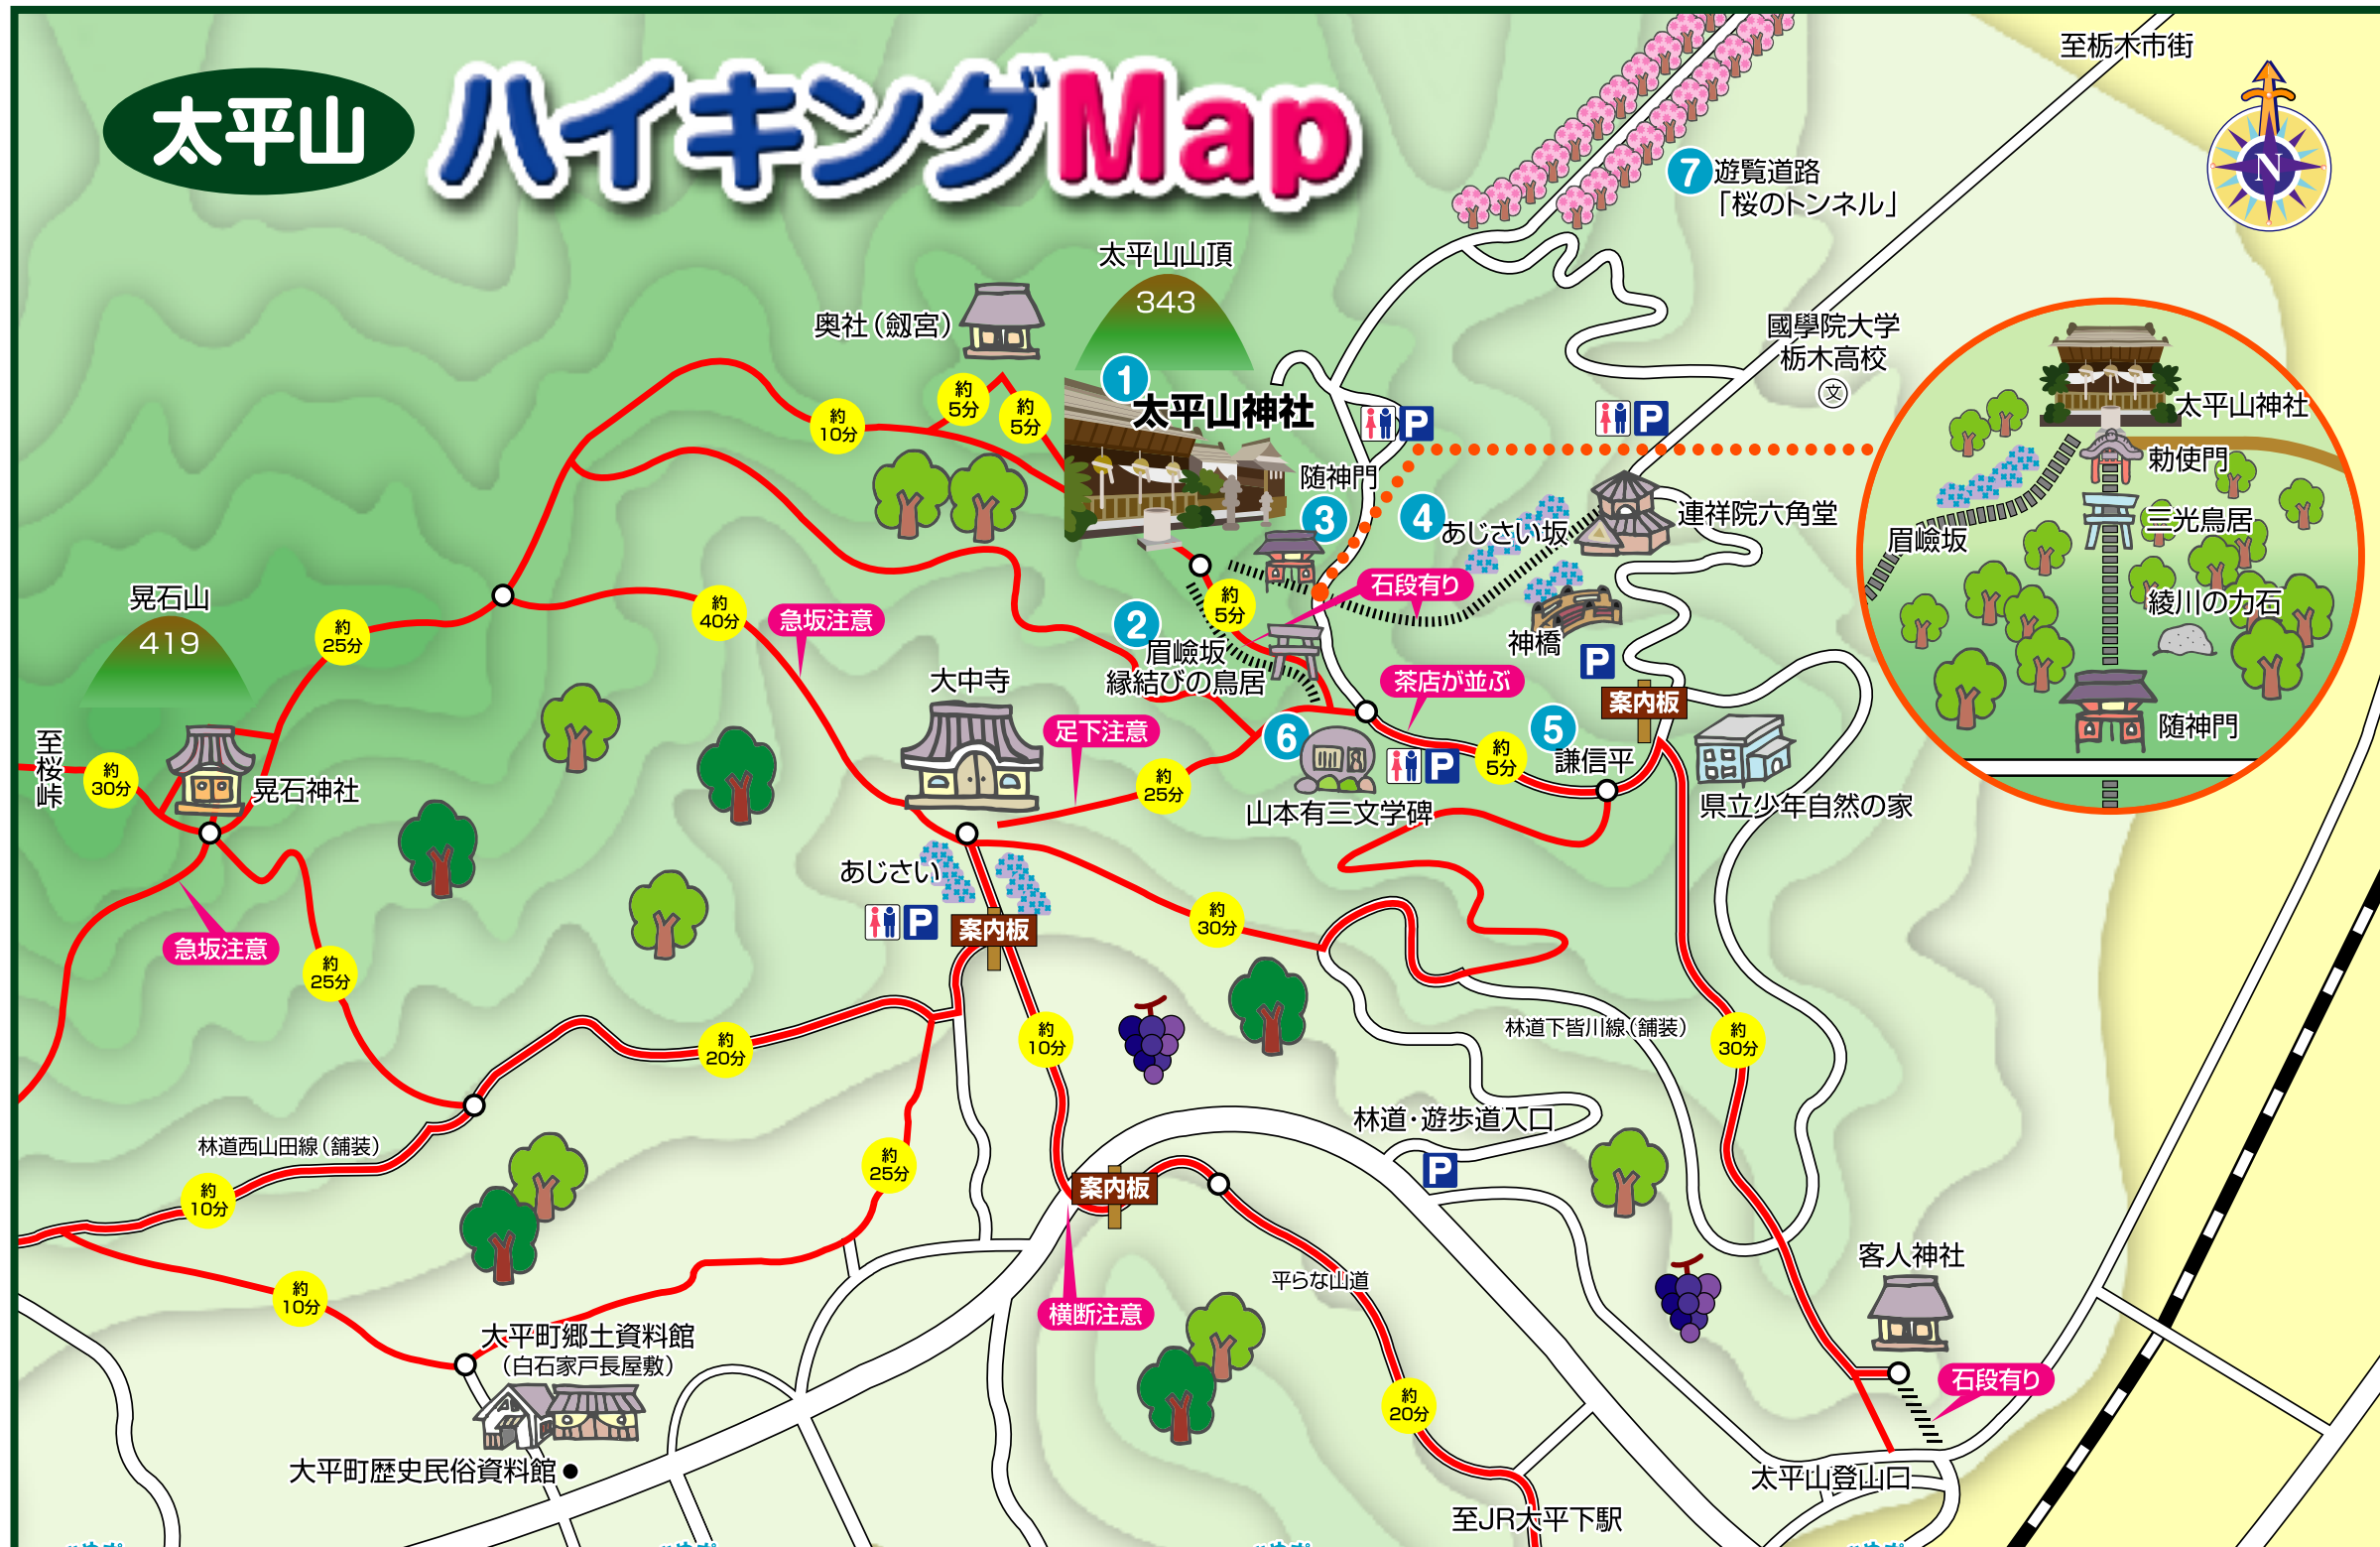 太平山
ハイキングMap
至栃木市街
N
7
遊覧道路
「桜のトンネル」
太平山山頂
343
奥社（劔宮）
國學院大学
栃木高校
文
1
太平山神社
約
5分
約
5分
約
10分
P
P
随神門
3
4
あじさい坂
連祥院六角堂
石段有り
神橋
P
約
5分
2
眉嶮坂
縁結びの鳥居
茶店が並ぶ
案内板
太平山神社
勅使門
三光鳥居
眉嶮坂
綾川の力石
随神門
晃石山
419
約
25分
約
40分
急坂注意
大中寺
足下注意
約
25分
6
P
山本有三文学碑
約
5分
5
謙信平
県立少年自然の家
至桜峠
約
30分
晃石神社
急坂注意
約
25分
あじさい
P
案内板
約
30分
約
20分
約
10分
林道下皆川線（舗装）
約
30分
林道西山田線（舗装）
約
10分
約
25分
林道・遊歩道入口
P
案内板
横断注意
平らな山道
約
10分
大平町郷土資料館
（白石家戸長屋敷）
大平町歴史民俗資料館
約
20分
客人神社
石段有り
太平山登山口
至JR大平下駅